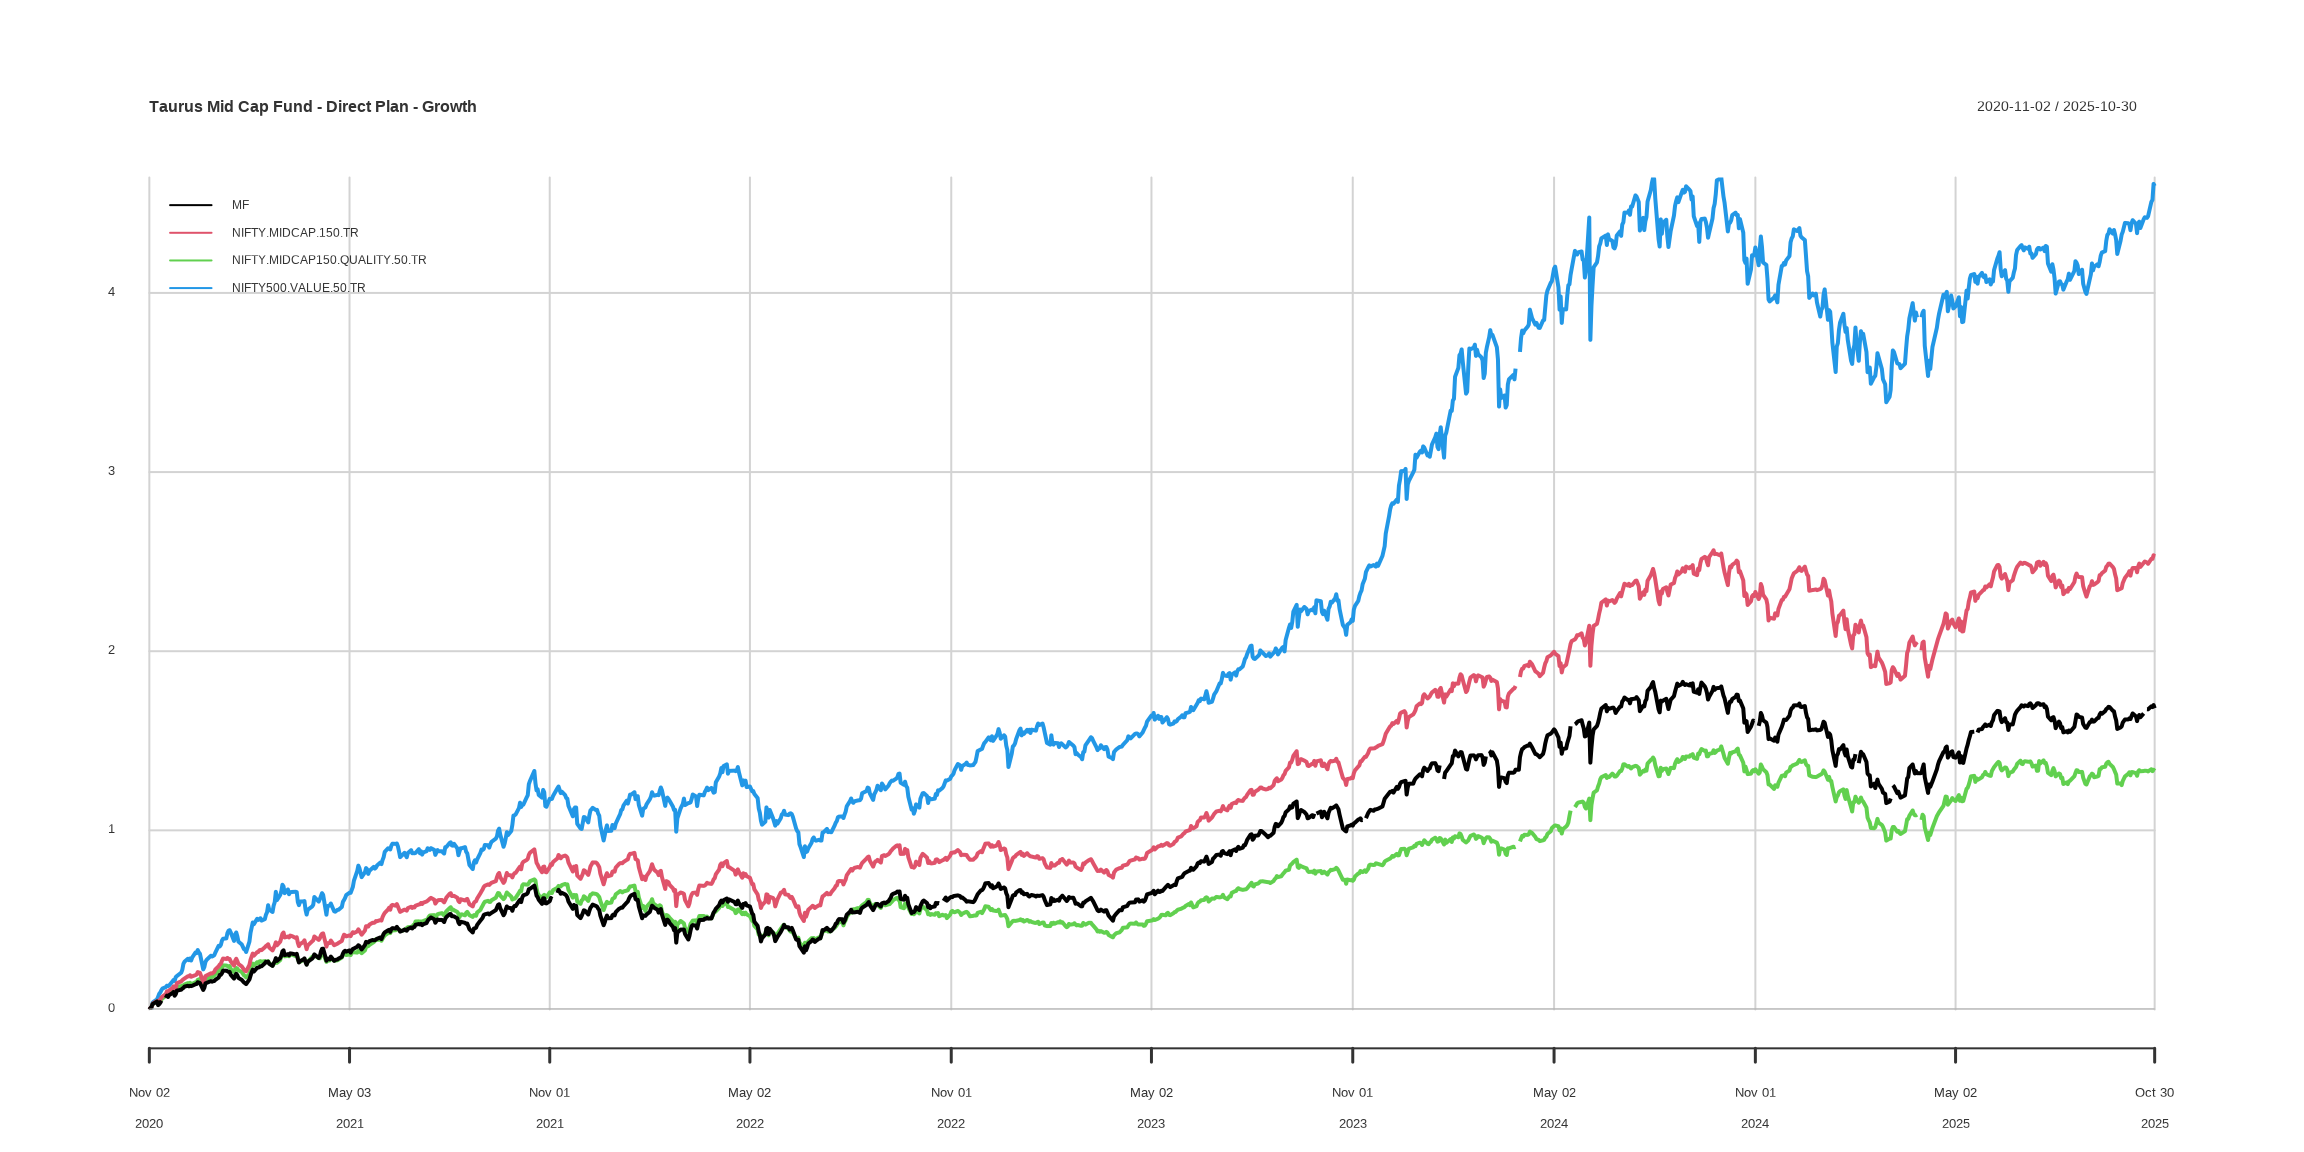 Taurus Mid Cap Fund - Direct Plan - Growth
2020-11-02 / 2025-10-30
MF
NIFTY.MIDCAP.150.TR
NIFTY.MIDCAP150.QUALITY.50.TR
NIFTY500.VALUE.50.TR
4
3
2
1
0
Nov 02 May 03 Nov 01 May 02 Nov 01 May 02 Nov 01 May 02 Nov 01 May 02 Oct 30
2020 2021 2021 2022 2022 2023 2023 2024 2024 2025 2025